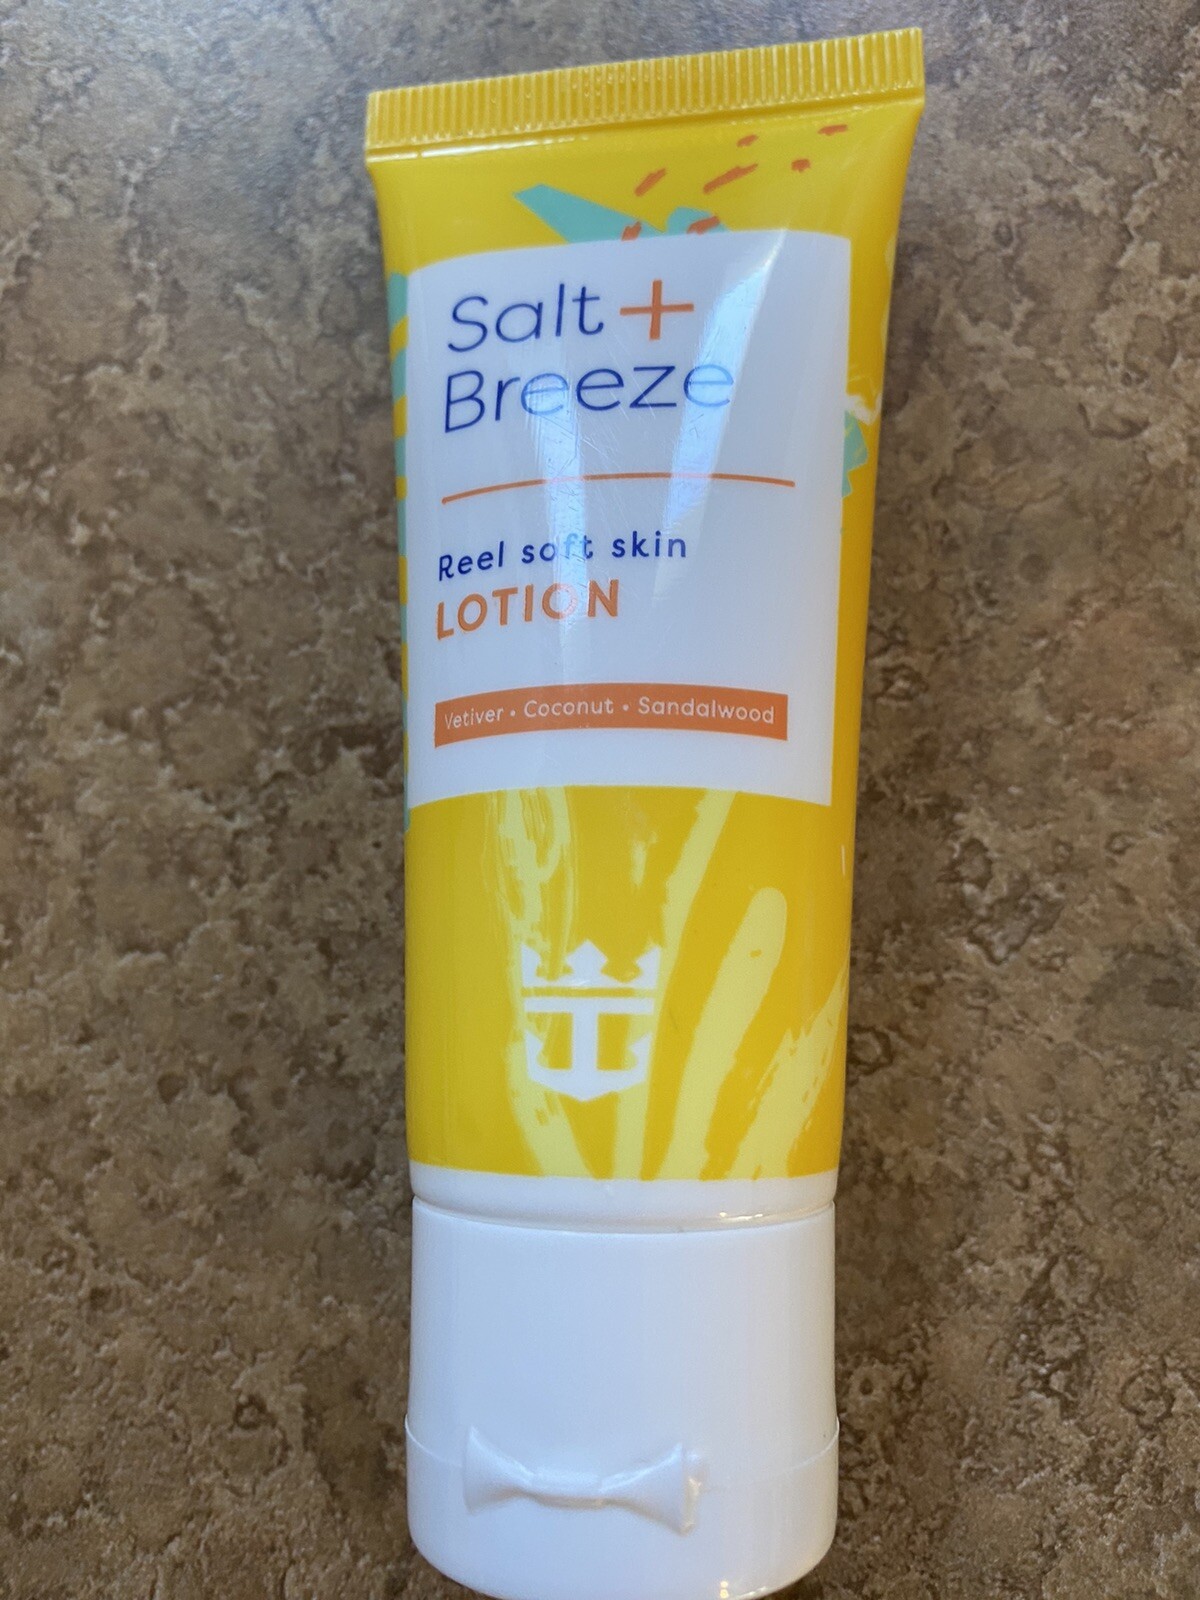 Salt +
Breeze
Reel soft skin
LOTION
Vetiver • Coconut • Sandalwood